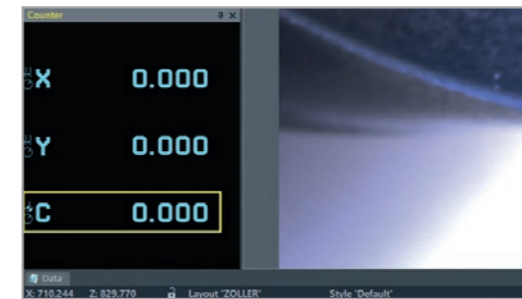 Counter
X 0.000
Y 0.000
C 0.000
Data
X: 710.244 Z: 829.770 Layout 'ZOLLER' Style 'Default'